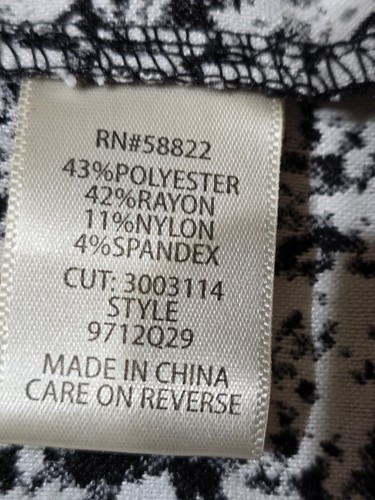 RN#58822
43%POLYESTER
42%RAYON
11%NYLON
4%SPANDEX
CUT: 3003114
STYLE
9712Q29
MADE IN CHINA
CARE ON REVERSE